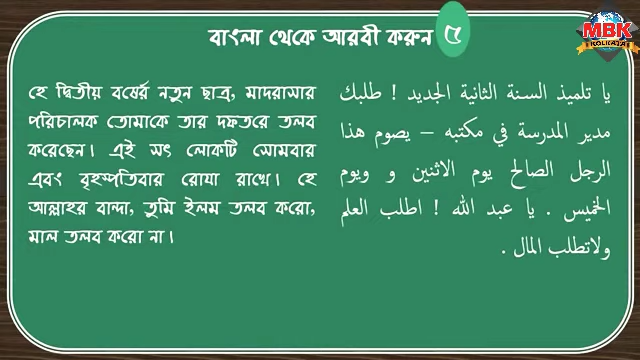 বাংলা থেকে আরবী করুন ৫
MBK
KOLKATA
হে দ্বিতীয় বর্ষের নতুন ছাত্র, মাদরাসার
পরিচালক তোমাকে তার দফতরে তলব
করেছেন। এই সৎ লোকটি সোমবার
এবং বৃহস্পতিবার রোযা রাখে। হে
আল্লাহর বান্দা, তুমি ইলম তলব করো,
মাল তলব করো না।
يا تلميذ السنة الثانية الجديد ! طلبك
مدير المدرسة في مكتبه – يصوم هذا
الرجل الصالح يوم الاثنين و ويوم
الخميس . يا عبد الله ! اطلب العلم
ولاتطلب المال .